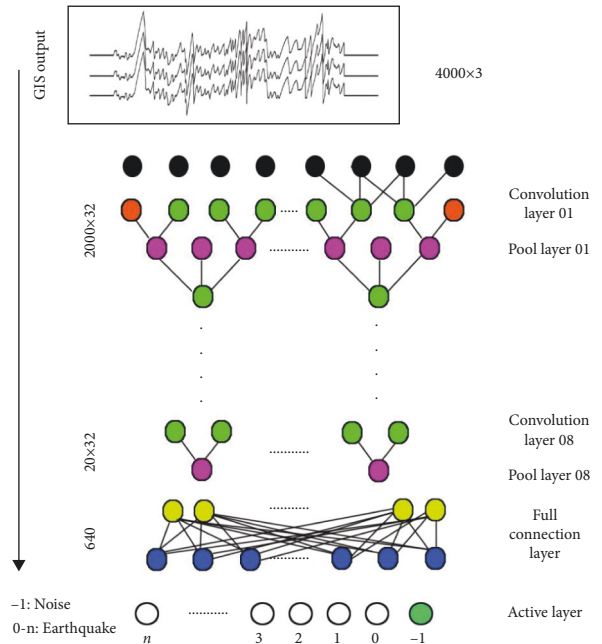 GIS output
4000×3
2000×32
Convolution
layer 01
Pool layer 01
20×32
Convolution
layer 08
Pool layer 08
640
Full
connection
layer
–1: Noise
0-n: Earthquake
Active layer
n 3 2 1 0 –1